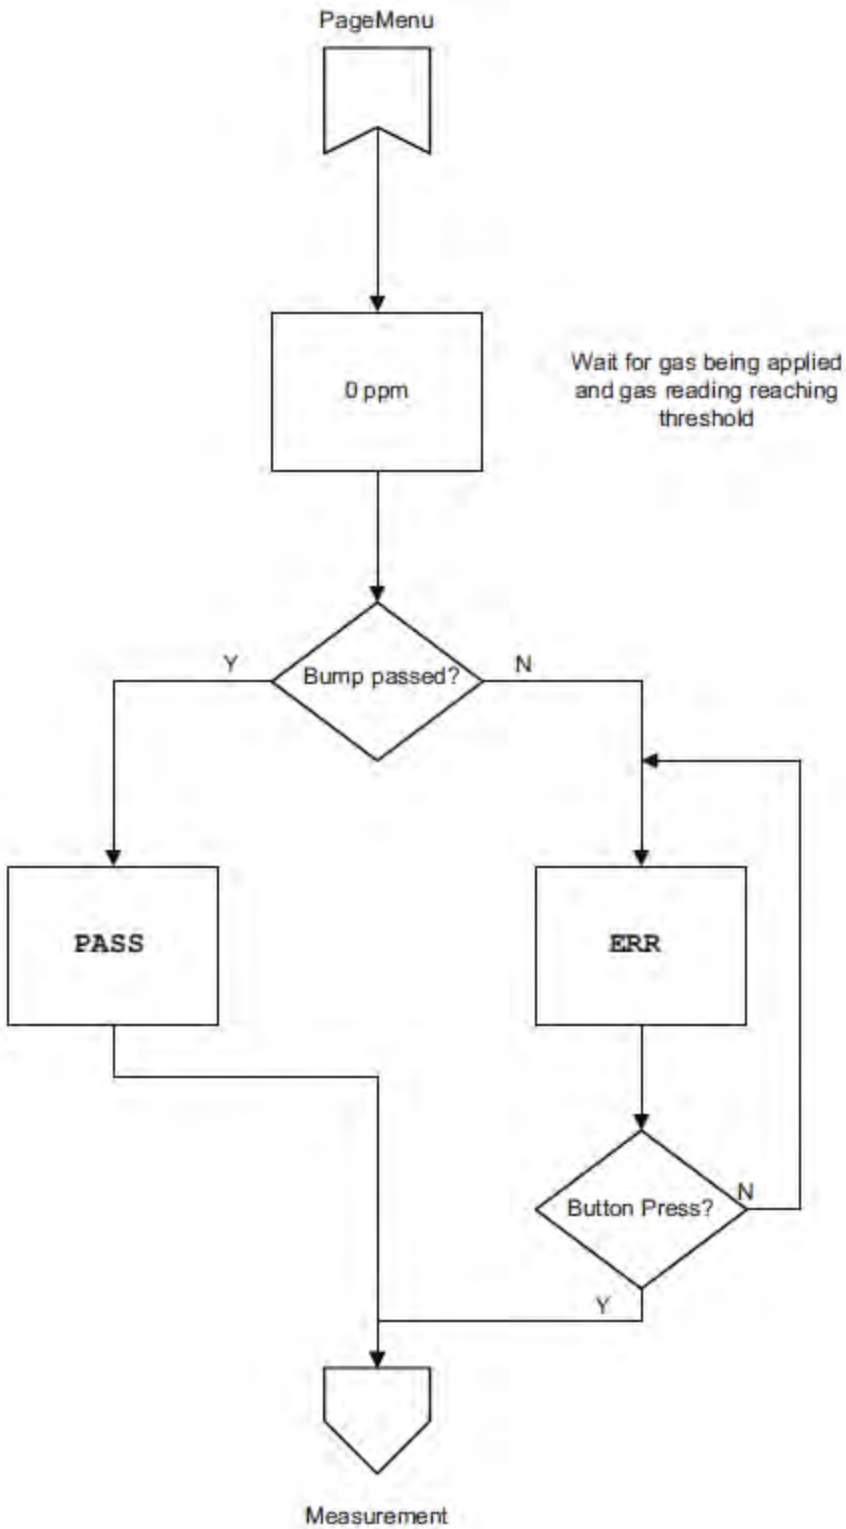 PageMenu
0 ppm
Wait for gas being applied
and gas reading reaching
threshold
Y
Bump passed?
N
PASS
ERR
Button Press?
N
Y
Measurement